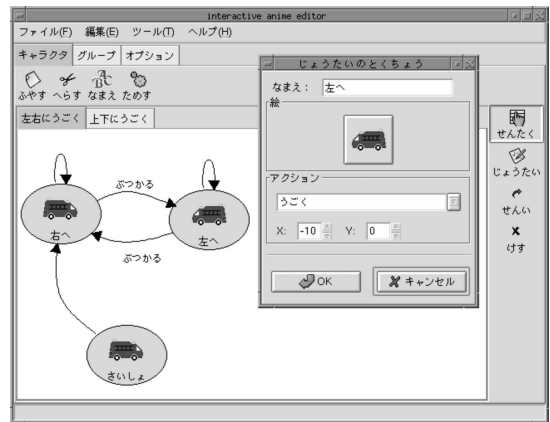 interactive anime editor
ファイル(F) 編集(E) ツール(T) ヘルプ(H)
キャラクタ グループ オプション
ふやす へらす なまえ ためす
左右にうごく 上下にうごく
ぶつかる
右へ
左へ
ぶつかる
さいしょ
じょうたいのとくちょう
なまえ: 左へ
絵
アクション
うごく
X: -10 Y: 0
OK キャンセル
せんたく
じょうたい
せんい
けす